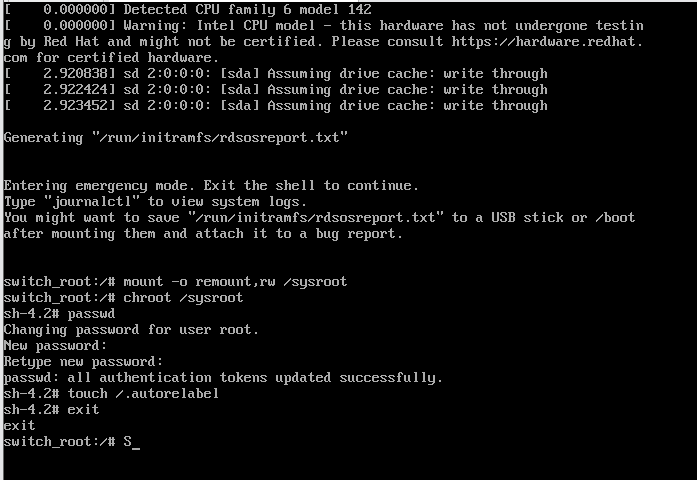 [    0.000000] Detected CPU family 6 model 142
[    0.000000] Warning: Intel CPU model - this hardware has not undergone testin
g by Red Hat and might not be certified. Please consult https://hardware.redhat.
com for certified hardware.
[    2.920838] sd 2:0:0:0: [sda] Assuming drive cache: write through
[    2.922424] sd 2:0:0:0: [sda] Assuming drive cache: write through
[    2.923452] sd 2:0:0:0: [sda] Assuming drive cache: write through
Generating "/run/initramfs/rdsosreport.txt"
Entering emergency mode. Exit the shell to continue.
Type "journalctl" to view system logs.
You might want to save "/run/initramfs/rdsosreport.txt" to a USB stick or /boot
after mounting them and attach it to a bug report.
switch_root:/# mount -o remount,rw /sysroot
switch_root:/# chroot /sysroot
sh-4.2# passwd
Changing password for user root.
New password:
Retype new password:
passwd: all authentication tokens updated successfully.
sh-4.2# touch /.autorelabel
sh-4.2# exit
exit
switch_root:/# S_